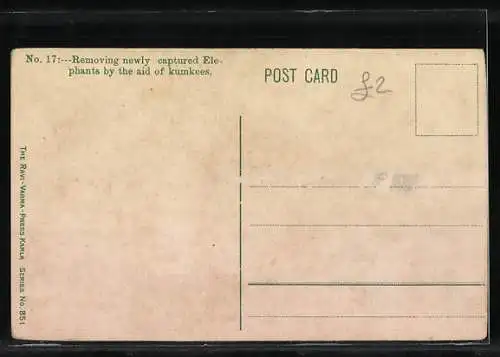 No. 17:---Removing newly captured Ele-
phants by the aid of kumkees.
POST CARD
£2
THE RAVI-VARMA-PRESS KARLA SERIES NO. 851